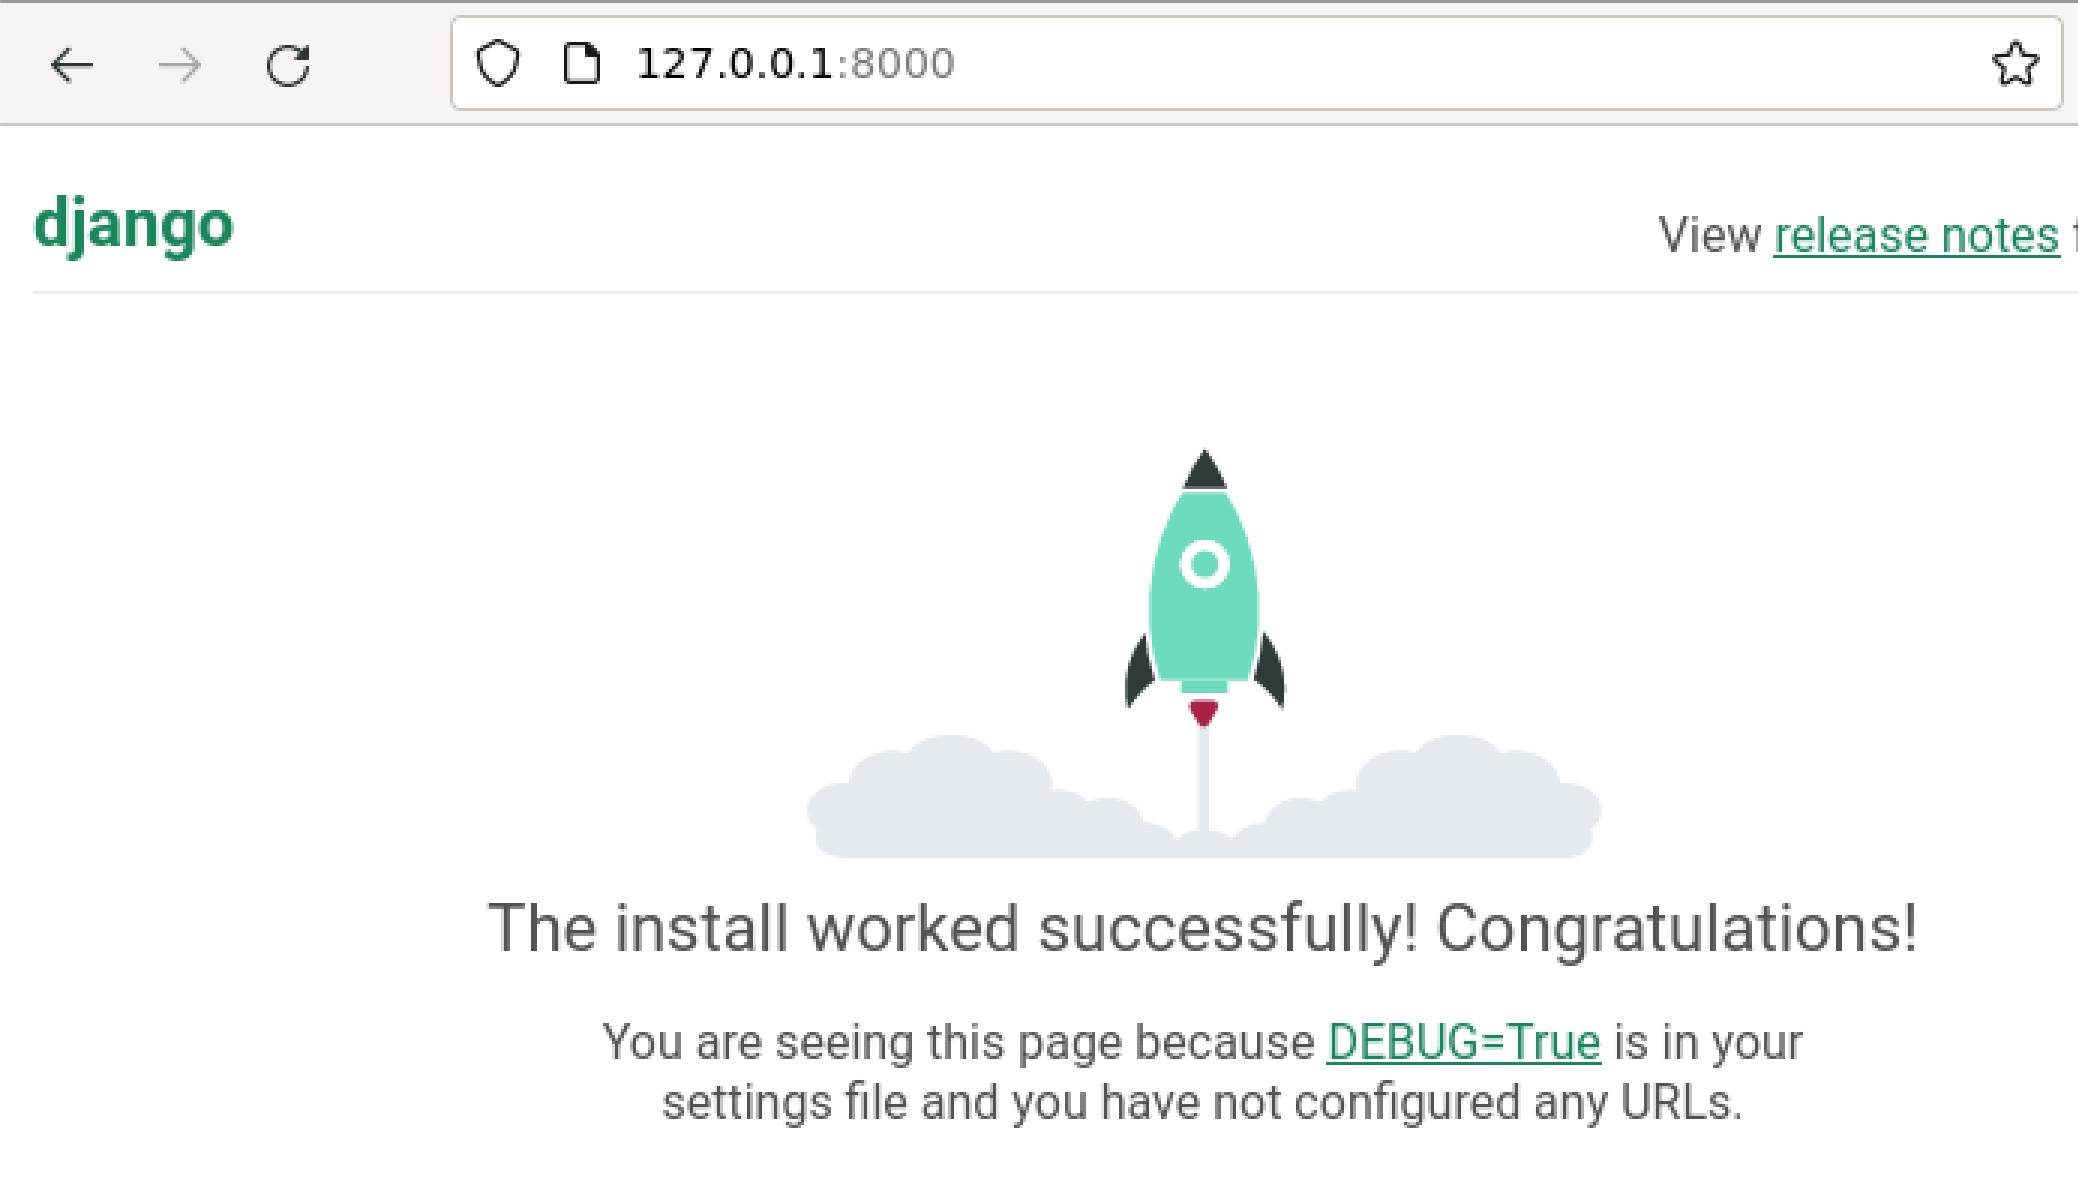 127.0.0.1:8000
django
View release notes
The install worked successfully! Congratulations!
You are seeing this page because DEBUG=True is in your
settings file and you have not configured any URLs.